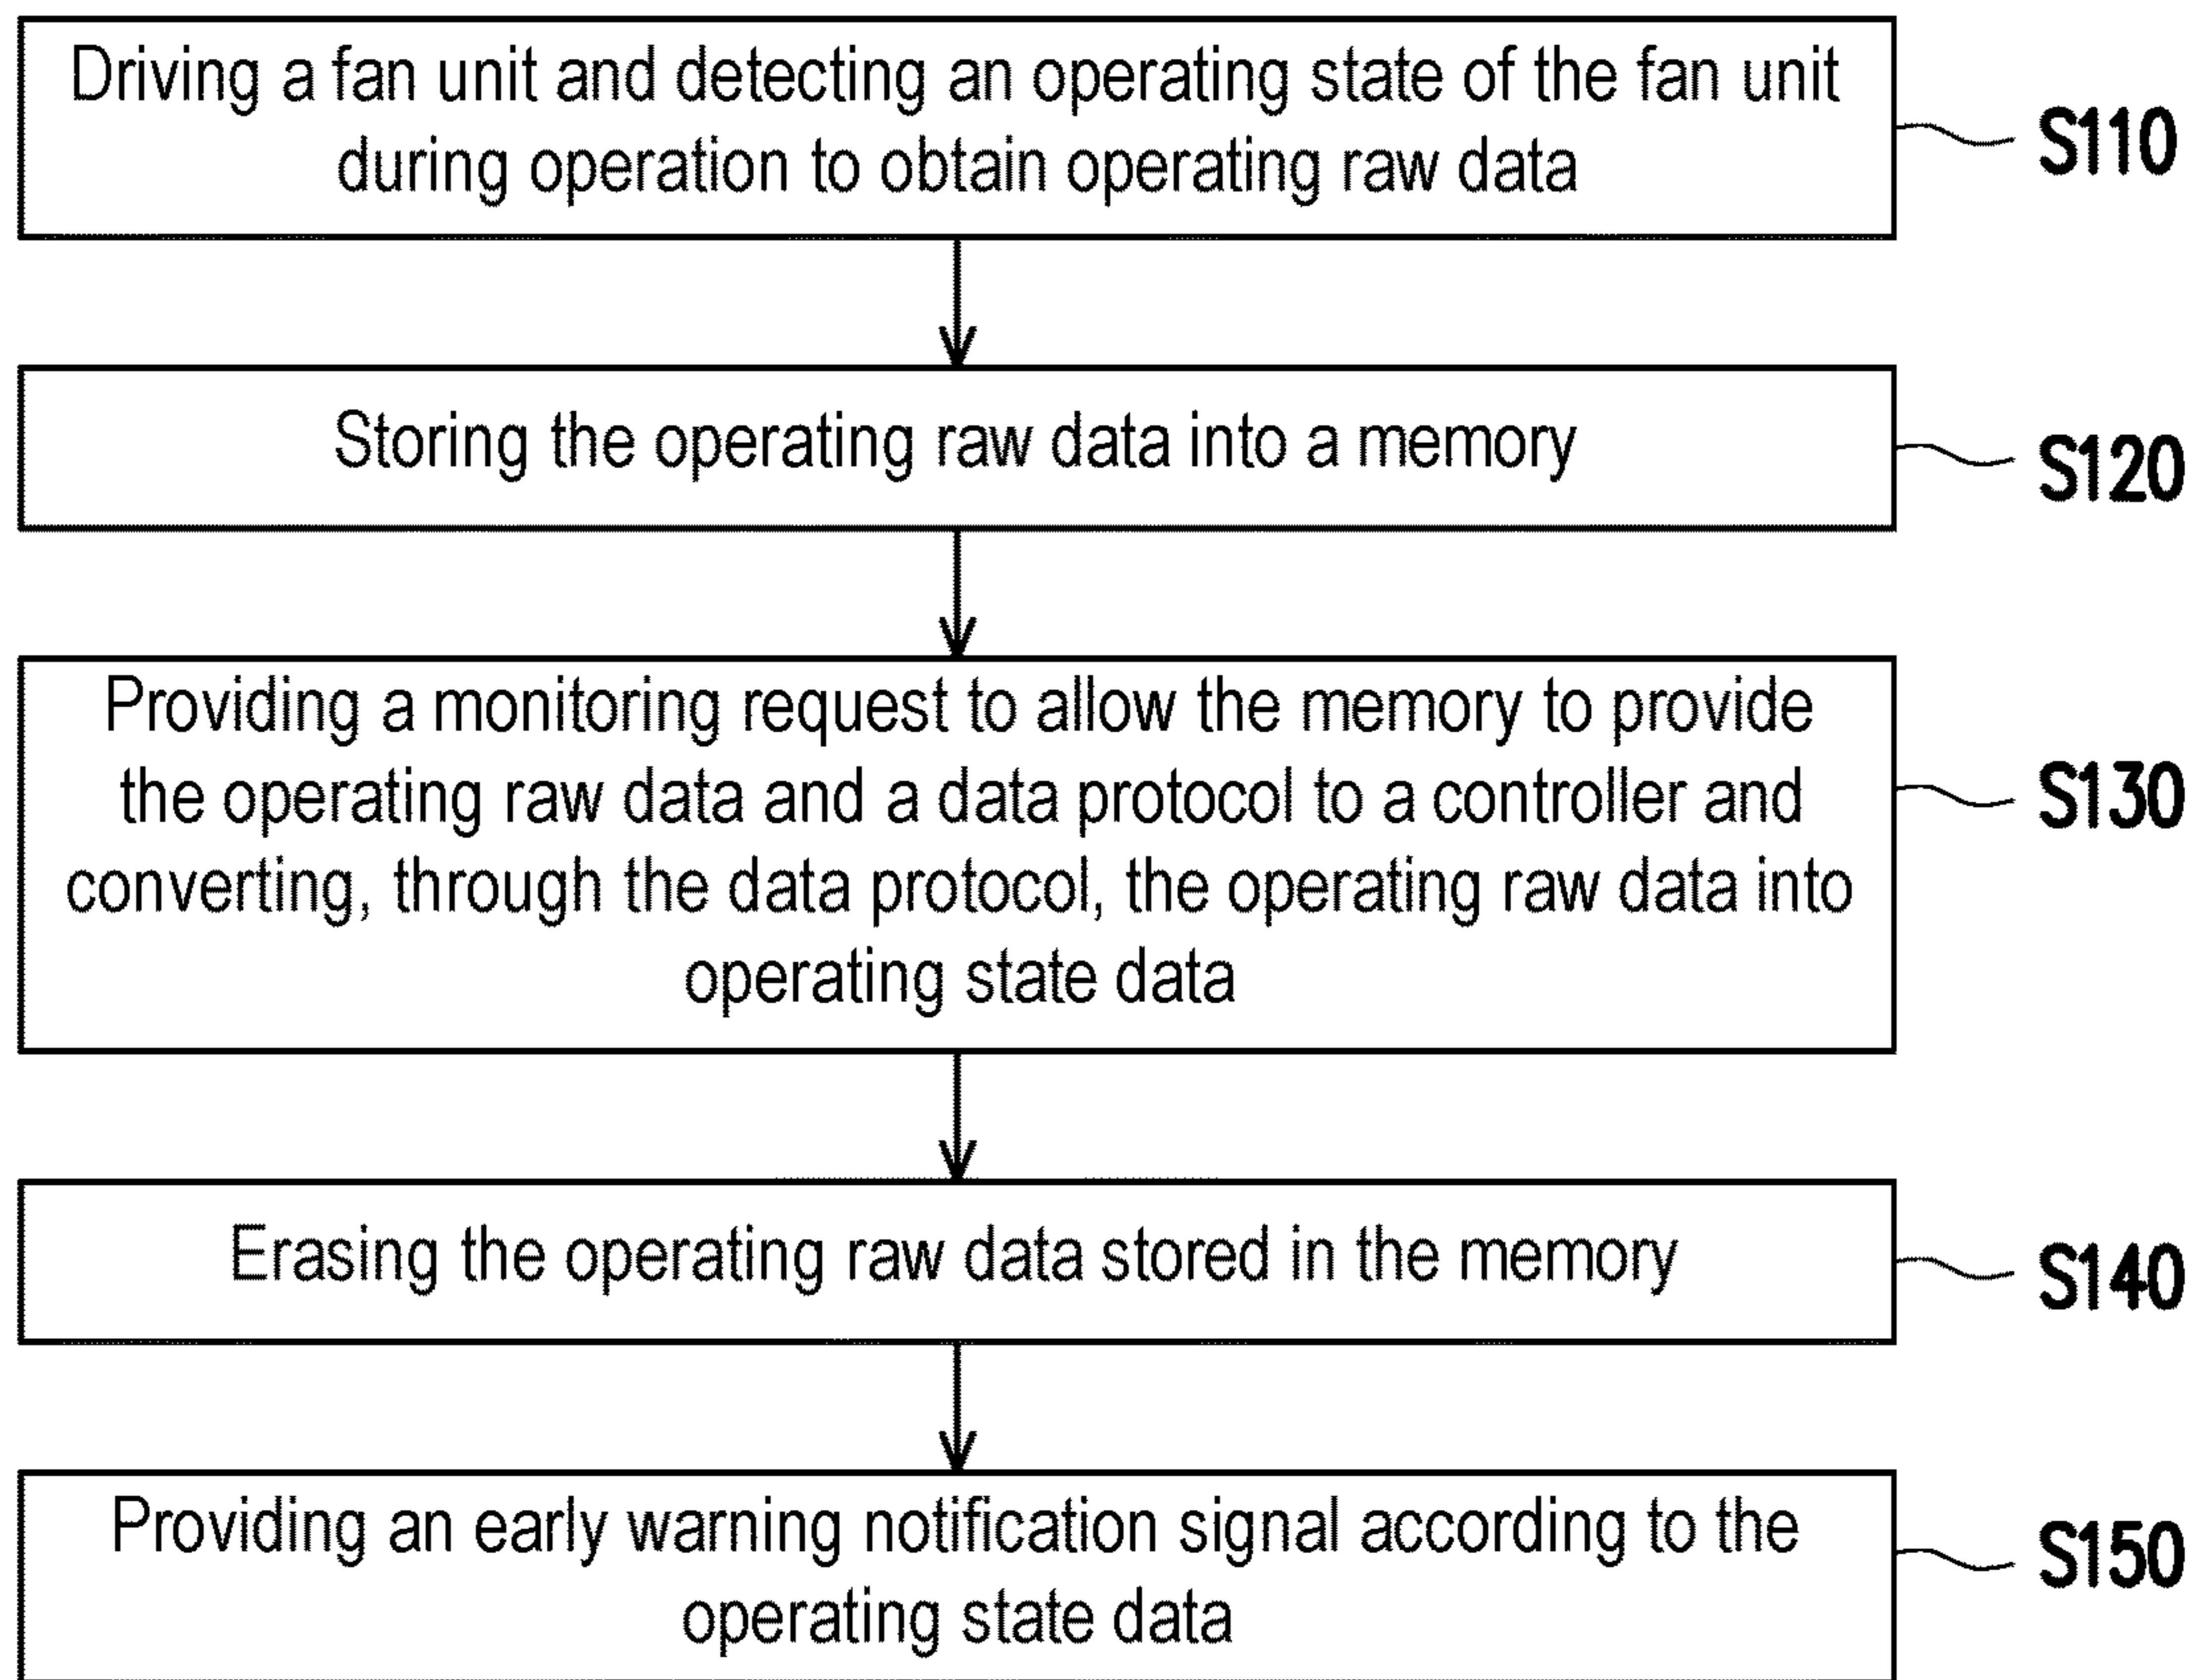 Driving a fan unit and detecting an operating state of the fan unit
during operation to obtain operating raw data
S110
Storing the operating raw data into a memory
S120
Providing a monitoring request to allow the memory to provide
the operating raw data and a data protocol to a controller and
converting, through the data protocol, the operating raw data into
operating state data
S130
Erasing the operating raw data stored in the memory
S140
Providing an early warning notification signal according to the
operating state data
S150